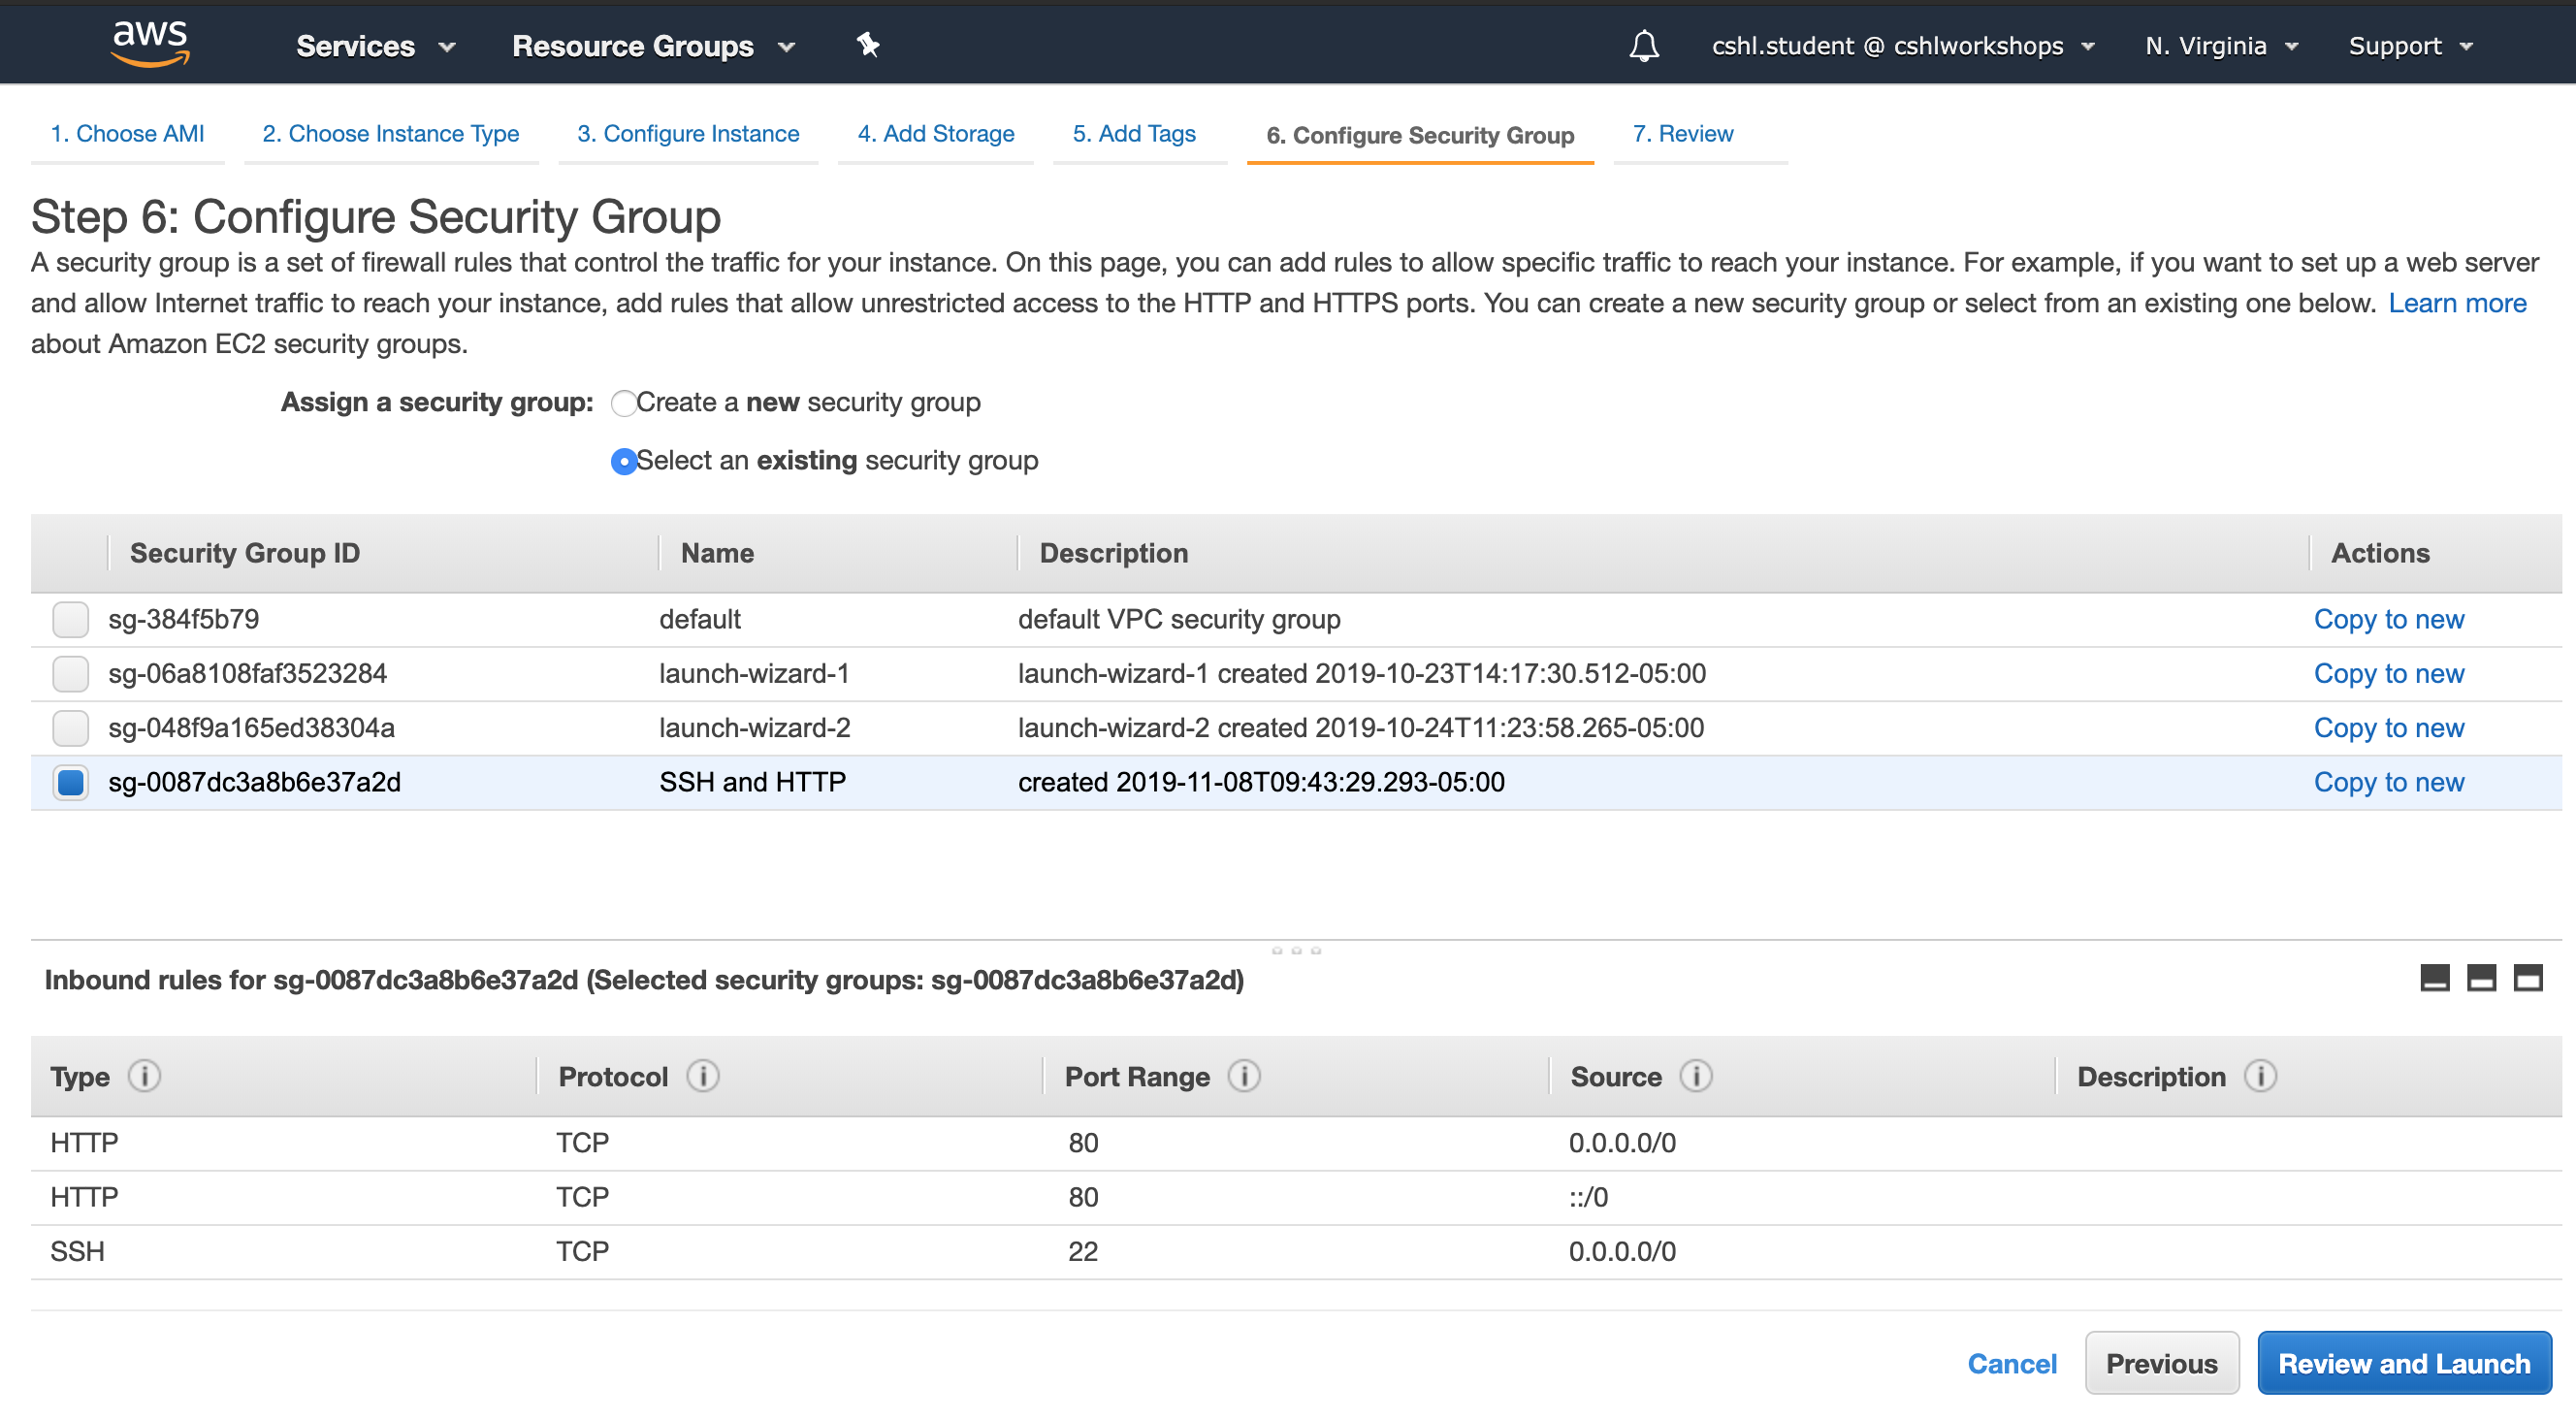 aws Services Resource Groups cshl.student @ cshlworkshops N. Virginia Support
1. Choose AMI 2. Choose Instance Type 3. Configure Instance 4. Add Storage 5. Add Tags 6. Configure Security Group 7. Review
Step 6: Configure Security Group
A security group is a set of firewall rules that control the traffic for your instance. On this page, you can add rules to allow specific traffic to reach your instance. For example, if you want to set up a web server
and allow Internet traffic to reach your instance, add rules that allow unrestricted access to the HTTP and HTTPS ports. You can create a new security group or select from an existing one below. Learn more
about Amazon EC2 security groups.
Assign a security group: Create a new security group
Select an existing security group
Security Group ID Name Description Actions
sg-384f5b79 default default VPC security group Copy to new
sg-06a8108faf3523284 launch-wizard-1 launch-wizard-1 created 2019-10-23T14:17:30.512-05:00 Copy to new
sg-048f9a165ed38304a launch-wizard-2 launch-wizard-2 created 2019-10-24T11:23:58.265-05:00 Copy to new
sg-0087dc3a8b6e37a2d SSH and HTTP created 2019-11-08T09:43:29.293-05:00 Copy to new
Inbound rules for sg-0087dc3a8b6e37a2d (Selected security groups: sg-0087dc3a8b6e37a2d)
Type i Protocol i Port Range i Source i Description i
HTTP TCP 80 0.0.0.0/0
HTTP TCP 80 ::/0
SSH TCP 22 0.0.0.0/0
Cancel Previous Review and Launch